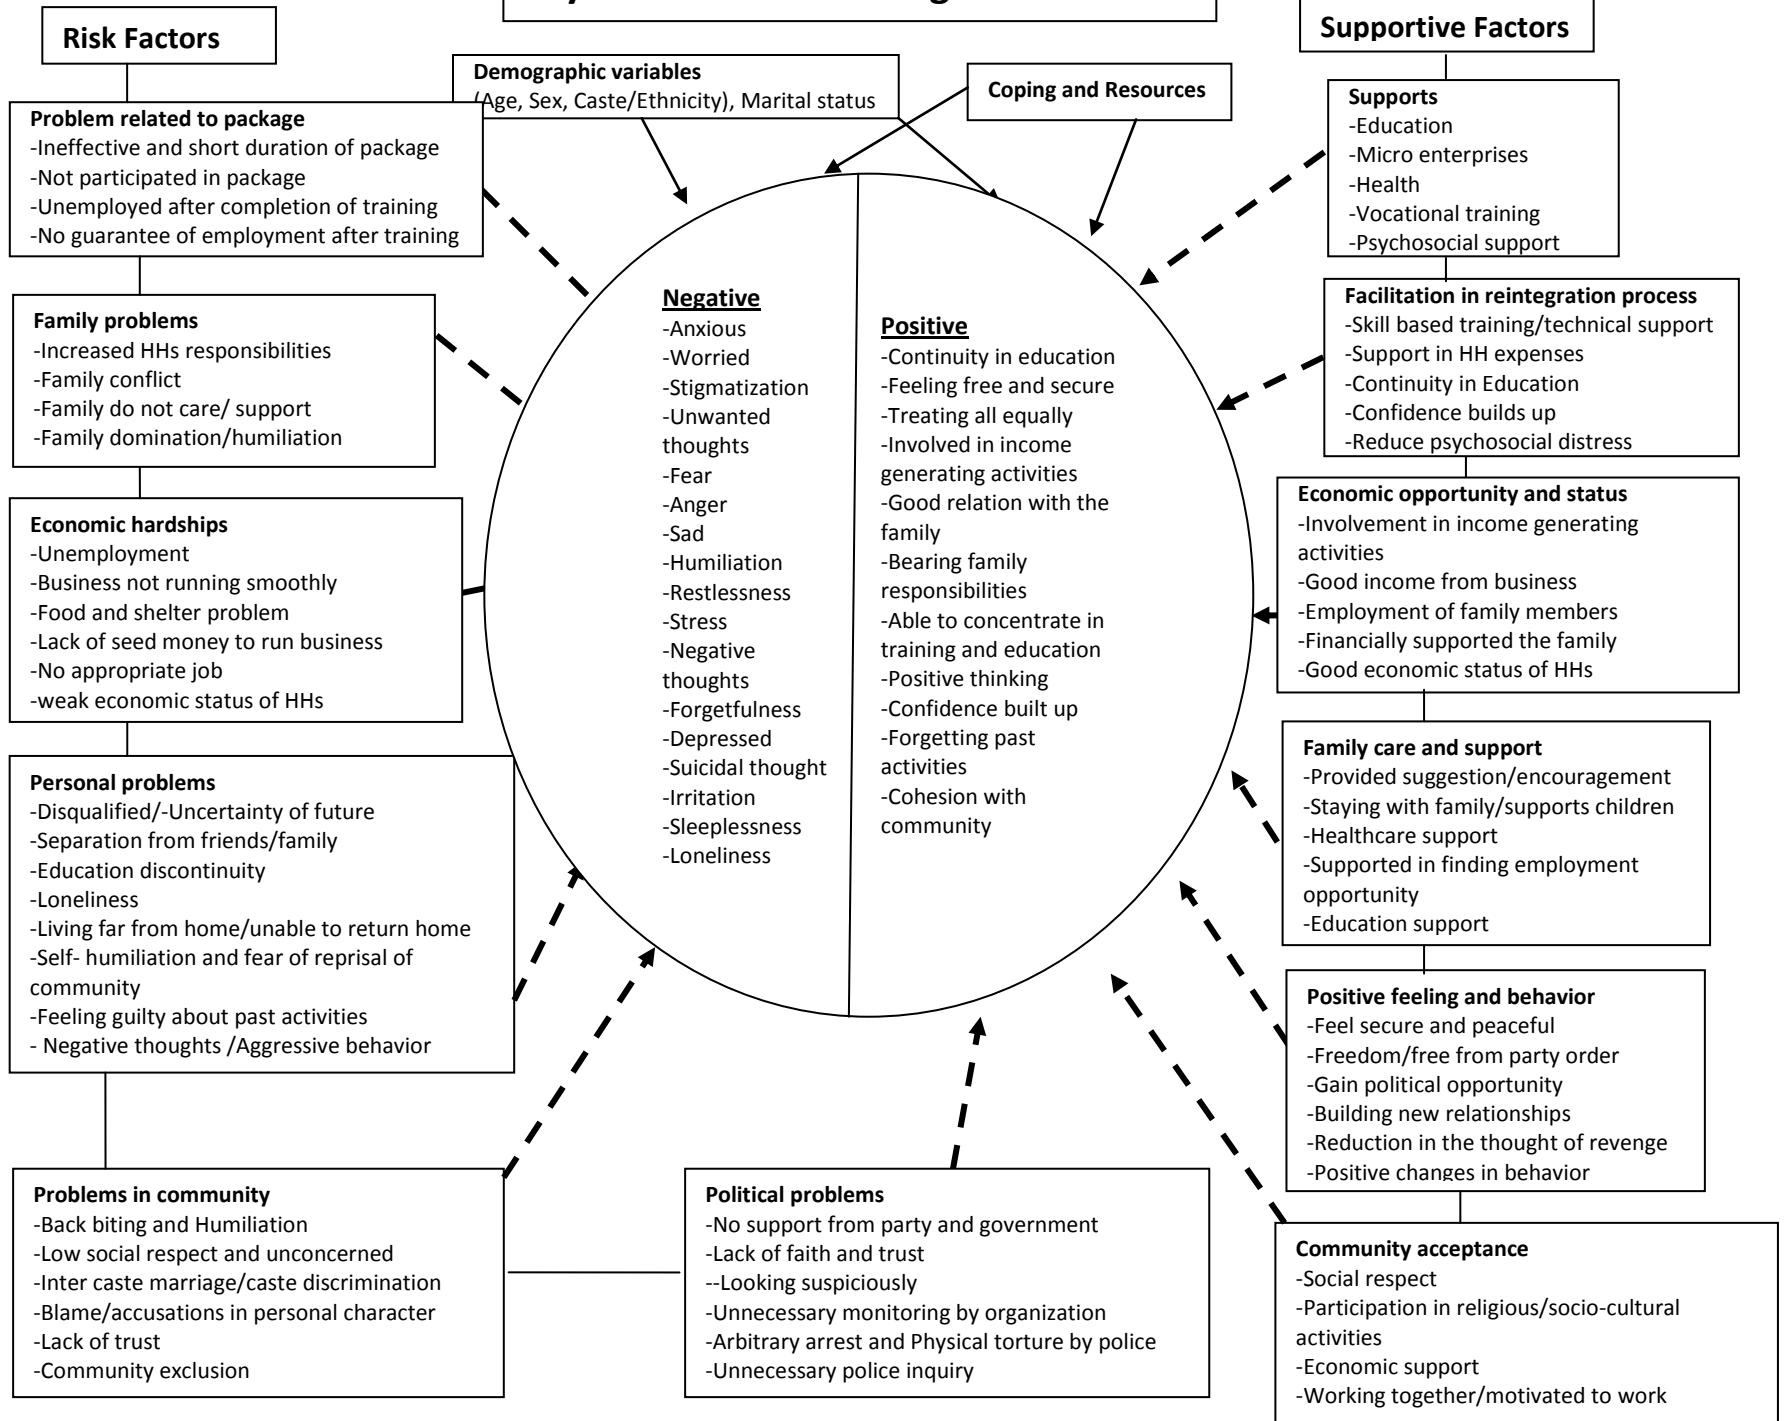 Risk Factors
Supportive Factors
Demographic variables
(Age, Sex, Caste/Ethnicity), Marital status
Coping and Resources
Problem related to package
-Ineffective and short duration of package
-Not participated in package
-Unemployed after completion of training
-No guarantee of employment after training
Family problems
-Increased HHs responsibilities
-Family conflict
-Family do not care/ support
-Family domination/humiliation
Economic hardships
-Unemployment
-Business not running smoothly
-Food and shelter problem
-Lack of seed money to run business
-No appropriate job
-weak economic status of HHs
Personal problems
-Disqualified/-Uncertainty of future
-Separation from friends/family
-Education discontinuity
-Loneliness
-Living far from home/unable to return home
-Self- humiliation and fear of reprisal of
community
-Feeling guilty about past activities
- Negative thoughts /Aggressive behavior
Problems in community
-Back biting and Humiliation
-Low social respect and unconcerned
-Inter caste marriage/caste discrimination
-Blame/accusations in personal character
-Lack of trust
-Community exclusion
Negative
-Anxious
-Worried
-Stigmatization
-Unwanted
thoughts
-Fear
-Anger
-Sad
-Humiliation
-Restlessness
-Stress
-Negative
thoughts
-Forgetfulness
-Depressed
-Suicidal thought
-Irritation
-Sleeplessness
-Loneliness
Positive
-Continuity in education
-Feeling free and secure
-Treating all equally
-Involved in income
generating activities
-Good relation with the
family
-Bearing family
responsibilities
-Able to concentrate in
training and education
-Positive thinking
-Confidence built up
-Forgetting past
activities
-Cohesion with
community
Political problems
-No support from party and government
-Lack of faith and trust
--Looking suspiciously
-Unnecessary monitoring by organization
-Arbitrary arrest and Physical torture by police
-Unnecessary police inquiry
Supports
-Education
-Micro enterprises
-Health
-Vocational training
-Psychosocial support
Facilitation in reintegration process
-Skill based training/technical support
-Support in HH expenses
-Continuity in Education
-Confidence builds up
-Reduce psychosocial distress
Economic opportunity and status
-Involvement in income generating
activities
-Good income from business
-Employment of family members
-Financially supported the family
-Good economic status of HHs
Family care and support
-Provided suggestion/encouragement
-Staying with family/supports children
-Healthcare support
-Supported in finding employment
opportunity
-Education support
Positive feeling and behavior
-Feel secure and peaceful
-Freedom/free from party order
-Gain political opportunity
-Building new relationships
-Reduction in the thought of revenge
-Positive changes in behavior
Community acceptance
-Social respect
-Participation in religious/socio-cultural
activities
-Economic support
-Working together/motivated to work